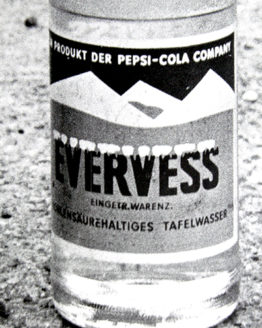 PRODUKT DER PEPSI-COLA COMPANY
EVERVESS
EINGETR. WARENZ.
KOHLENSÄUREHALTIGES TAFELWASSER